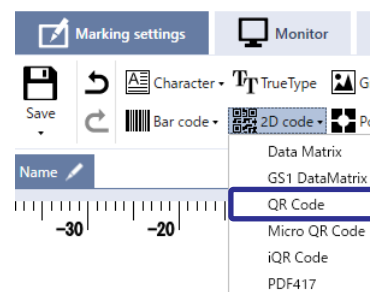 Marking settings
Monitor
Save
Character
TrueType
G
Bar code
2D code
Po
Name
Data Matrix
GS1 DataMatrix
QR Code
Micro QR Code
iQR Code
PDF417
-30
-20